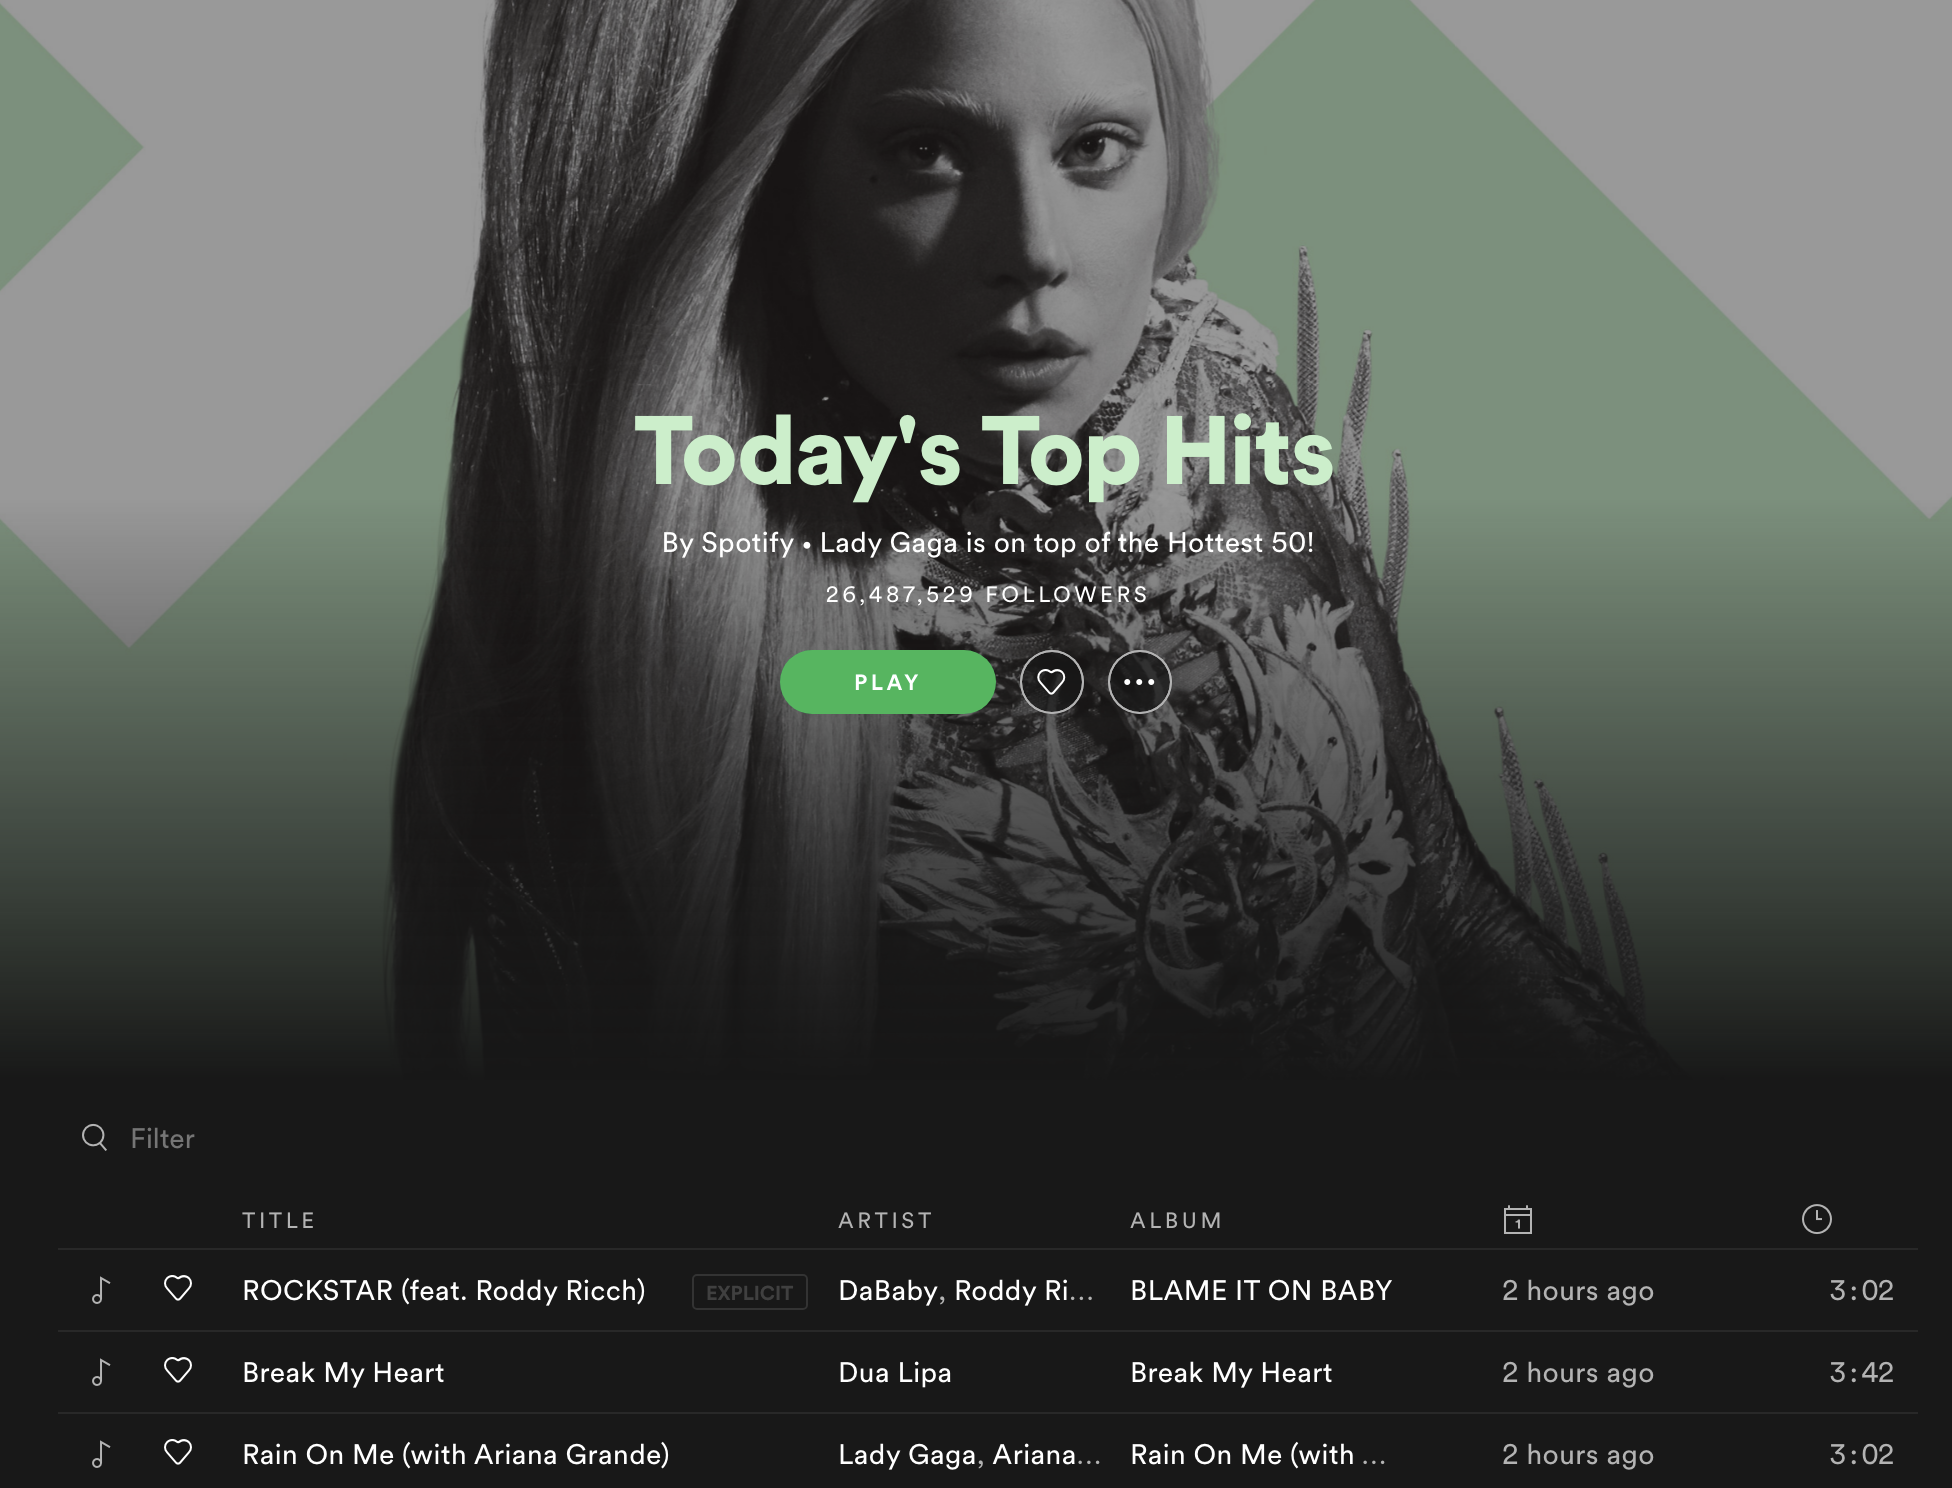 Today's Top Hits
By Spotify • Lady Gaga is on top of the Hottest 50!
26,487,529 FOLLOWERS
PLAY
Filter
TITLE ARTIST ALBUM 1
ROCKSTAR (feat. Roddy Ricch) EXPLICIT DaBaby, Roddy Ri... BLAME IT ON BABY 2 hours ago 3:02
Break My Heart Dua Lipa Break My Heart 2 hours ago 3:42
Rain On Me (with Ariana Grande) Lady Gaga, Ariana... Rain On Me (with ... 2 hours ago 3:02